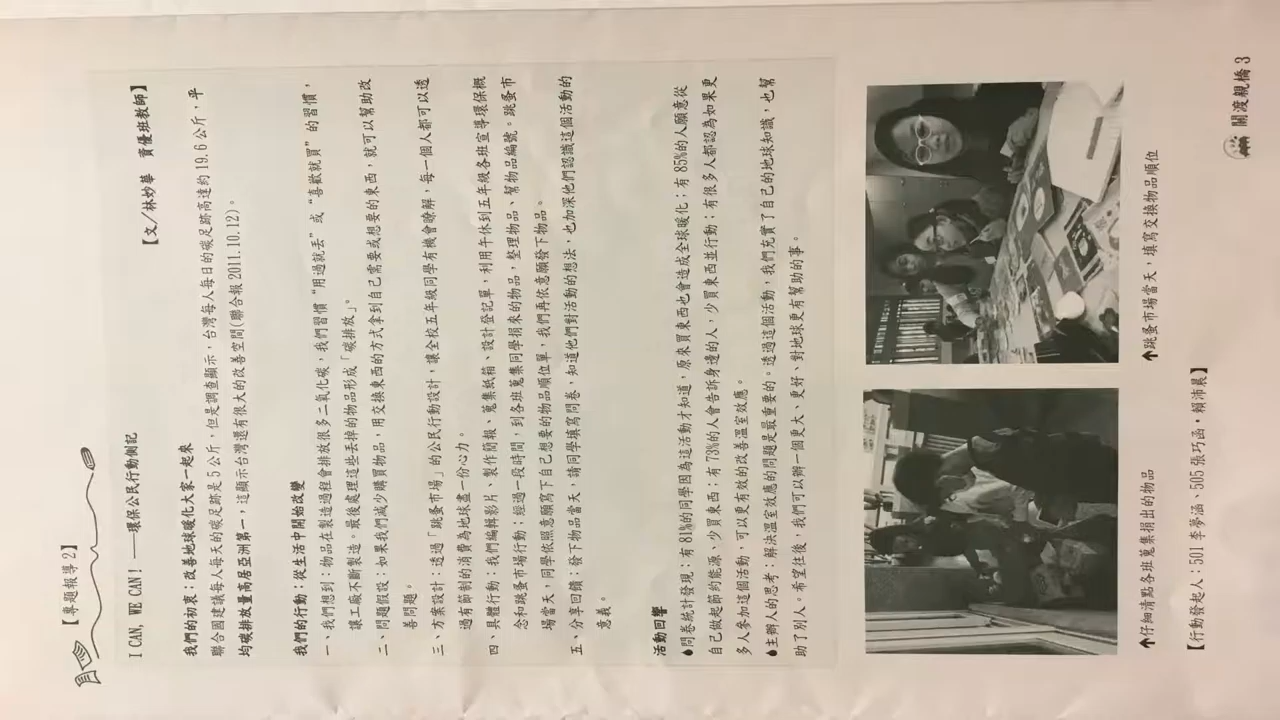 【專題報導 2】
I CAN, WE CAN! ──環保公民行動側記
【文／林妙華 資優班教師】
我們的初衷：改善地球暖化大家一起來
聯合國建議每人每天的碳足跡是 5 公斤，但是調查顯示，台灣每人每日的碳足跡高達約 19.6 公斤，平
均碳排放量高居亞洲第一，這顯示台灣還有很大的改善空間(聯合報 2011.10.12)。
我們的行動：從生活中開始改變
一、我們想到：物品在製造過程會排放很多二氧化碳，我們習慣“用過就丟”或“喜歡就買”的習慣，
讓工廠不斷製造。最後處理這些丟掉的物品形成「碳排放」。
二、問題假設：如果我們減少購買物品，用交換東西的方式拿到自己需要或想要的東西，就可以幫助改
善問題。
三、方案設計：透過「跳蚤市場」的公民行動設計，讓全校五年級同學有機會瞭解，每一個人都可以透
過有節制的消費為地球盡一份心力。
四、具體行動：我們編輯影片、製作簡報、蒐集紙箱、設計登記單，利用午休到五年級各班宣導環保概
念和跳蚤市場行動；經過一段時間，到各班蒐集同學捐來的物品，整理物品、幫物品編號。跳蚤市
場當天，同學依照意願寫下自己想要的物品順位單，我們再依意願發下物品。
五、分享回饋：發下物品當天，請同學填寫問卷，知道他們對活動的想法，也加深他們認識這個活動的
意義。
活動回響
問卷統計發現：有 81%的同學因為這活動才知道，原來買東西也會造成全球暖化；有 85%的人願意從
自己做起節約能源、少買東西；有 73%的人會告訴身邊的人，少買東西並行動；有很多人都認為如果更
多人參加這個活動，可以更有效的改善溫室效應。
主辦人的思考：解決溫室效應的問題是最重要的。透過這個活動，我們充實了自己的地球知識，也幫
助了別人。希望往後，我們可以辦一個更大、更好、對地球更有幫助的事。
↑仔細清點各班蒐集捐出的物品
↑跳蚤市場當天，填寫交換物品順位
【行動發起人：501 李夢涵、505 張巧函，賴沛晨】
關渡親橋 3